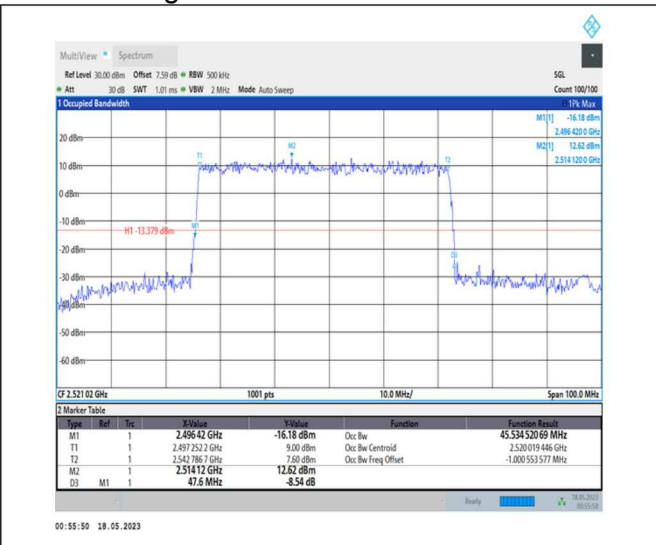 MultiView Spectrum
Ref Level 30.00 dBm Offset 7.59 dB RBW 500 kHz SGL
Att 30 dB SWT 1.01 ms VBW 2 MHz Mode Auto Sweep Count 100/100
1 Occupied Bandwidth 1Pk Max
M1[1] -16.18 dBm
2.496 420 0 GHz
M2[1] 12.62 dBm
2.514 120 0 GHz
20 dBm
T1 M2 T2
10 dBm
0 dBm
-10 dBm
H1 -13.379 dBm M1
-20 dBm
D3
-30 dBm
-40 dBm
-50 dBm
-60 dBm
CF 2.521 02 GHz 1001 pts 10.0 MHz/ Span 100.0 MHz
2 Marker Table
Type Ref Trc X-Value Y-Value Function Function Result
M1 1 2.496 42 GHz -16.18 dBm Occ Bw 45.534 520 69 MHz
T1 1 2.497 252 2 GHz 9.00 dBm Occ Bw Centroid 2.520 019 446 GHz
T2 1 2.542 786 7 GHz 7.60 dBm Occ Bw Freq Offset -1.000 553 577 MHz
M2 1 2.514 12 GHz 12.62 dBm
D3 M1 1 47.6 MHz -8.54 dB
Ready 18.05.2023
00:55:50
00:55:50 18.05.2023